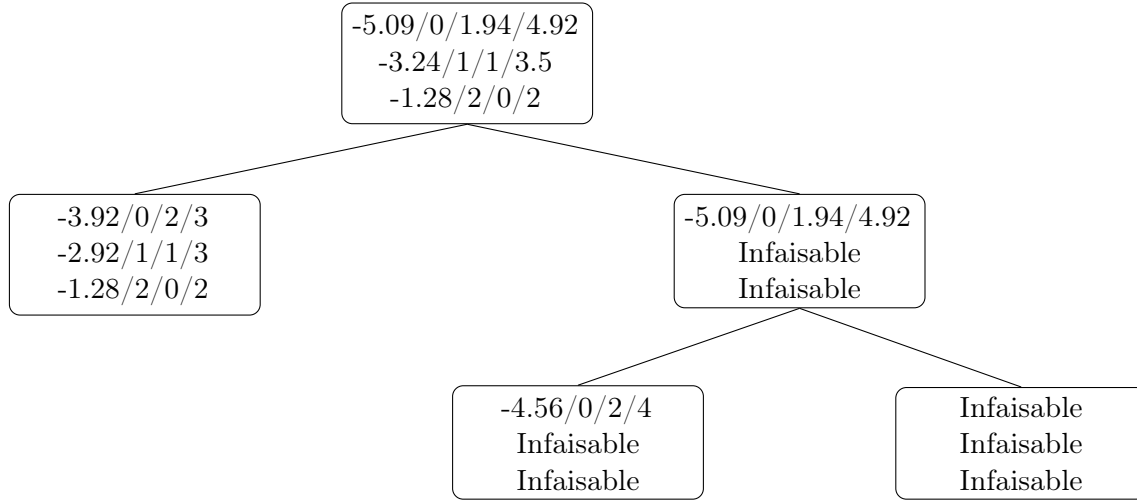 -5.09/0/1.94/4.92
-3.24/1/1/3.5
-1.28/2/0/2
-3.92/0/2/3
-2.92/1/1/3
-1.28/2/0/2
-5.09/0/1.94/4.92
Infaisable
Infaisable
-4.56/0/2/4
Infaisable
Infaisable
Infaisable
Infaisable
Infaisable